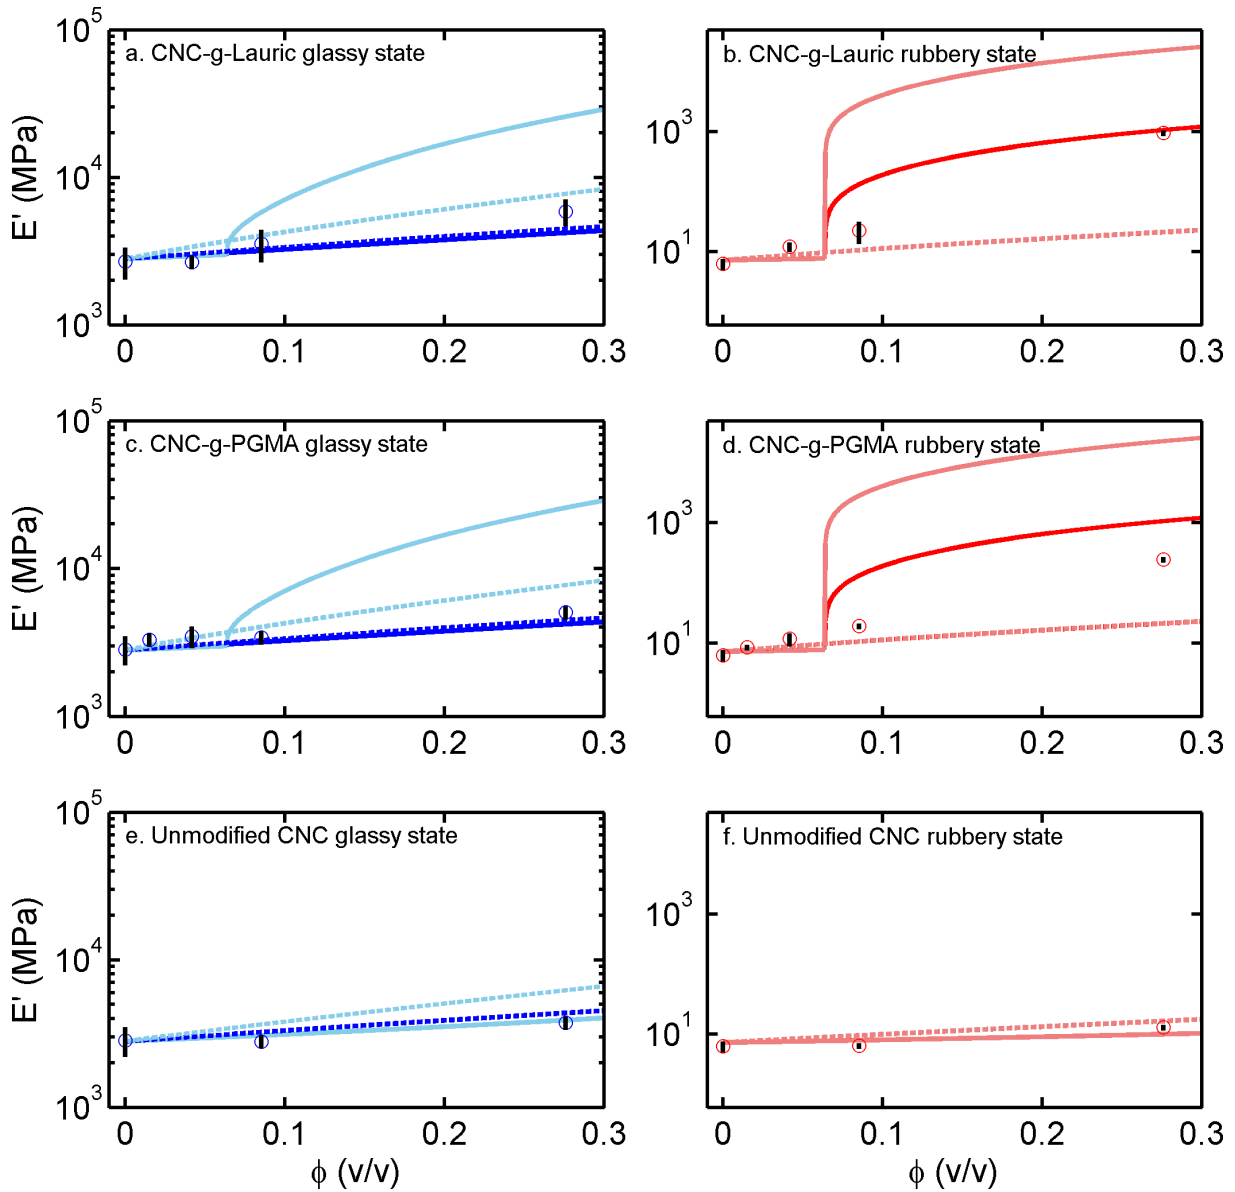 a. CNC-g-Lauric glassy state
b. CNC-g-Lauric rubbery state
E' (MPa)
10^5
10^4
10^3
0 0.1 0.2 0.3
10^3
10^1
0 0.1 0.2 0.3
c. CNC-g-PGMA glassy state
d. CNC-g-PGMA rubbery state
E' (MPa)
10^5
10^4
10^3
0 0.1 0.2 0.3
10^3
10^1
0 0.1 0.2 0.3
e. Unmodified CNC glassy state
f. Unmodified CNC rubbery state
E' (MPa)
10^5
10^4
10^3
0 0.1 0.2 0.3
ϕ (v/v)
10^3
10^1
0 0.1 0.2 0.3
ϕ (v/v)